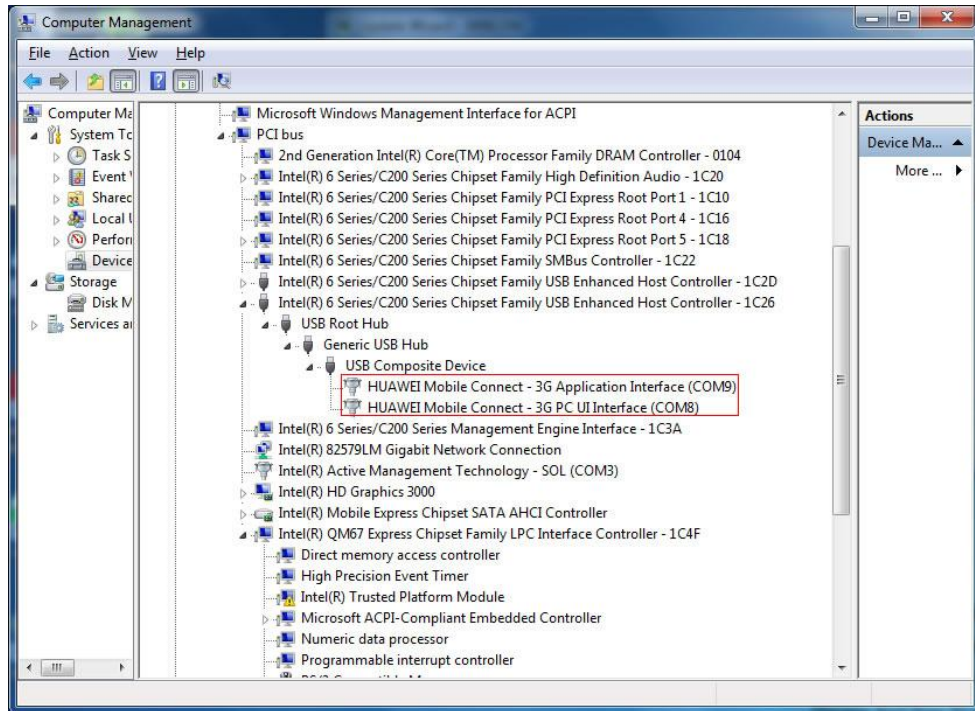 Computer Management
File Action View Help
Computer Ma
System To
Task S
Event
Shared
Local
Perfor
Device
Storage
Disk M
Services a
Microsoft Windows Management Interface for ACPI
PCI bus
2nd Generation Intel(R) Core(TM) Processor Family DRAM Controller - 0104
Intel(R) 6 Series/C200 Series Chipset Family High Definition Audio - 1C20
Intel(R) 6 Series/C200 Series Chipset Family PCI Express Root Port 1 - 1C10
Intel(R) 6 Series/C200 Series Chipset Family PCI Express Root Port 4 - 1C16
Intel(R) 6 Series/C200 Series Chipset Family PCI Express Root Port 5 - 1C18
Intel(R) 6 Series/C200 Series Chipset Family SMBus Controller - 1C22
Intel(R) 6 Series/C200 Series Chipset Family USB Enhanced Host Controller - 1C2D
Intel(R) 6 Series/C200 Series Chipset Family USB Enhanced Host Controller - 1C26
USB Root Hub
Generic USB Hub
USB Composite Device
HUAWEI Mobile Connect - 3G Application Interface (COM9)
HUAWEI Mobile Connect - 3G PC UI Interface (COM8)
Intel(R) 6 Series/C200 Series Management Engine Interface - 1C3A
Intel(R) 82579LM Gigabit Network Connection
Intel(R) Active Management Technology - SOL (COM3)
Intel(R) HD Graphics 3000
Intel(R) Mobile Express Chipset SATA AHCI Controller
Intel(R) QM67 Express Chipset Family LPC Interface Controller - 1C4F
Direct memory access controller
High Precision Event Timer
Intel(R) Trusted Platform Module
Microsoft ACPI-Compliant Embedded Controller
Numeric data processor
Programmable interrupt controller
Actions
Device Ma...
More ...